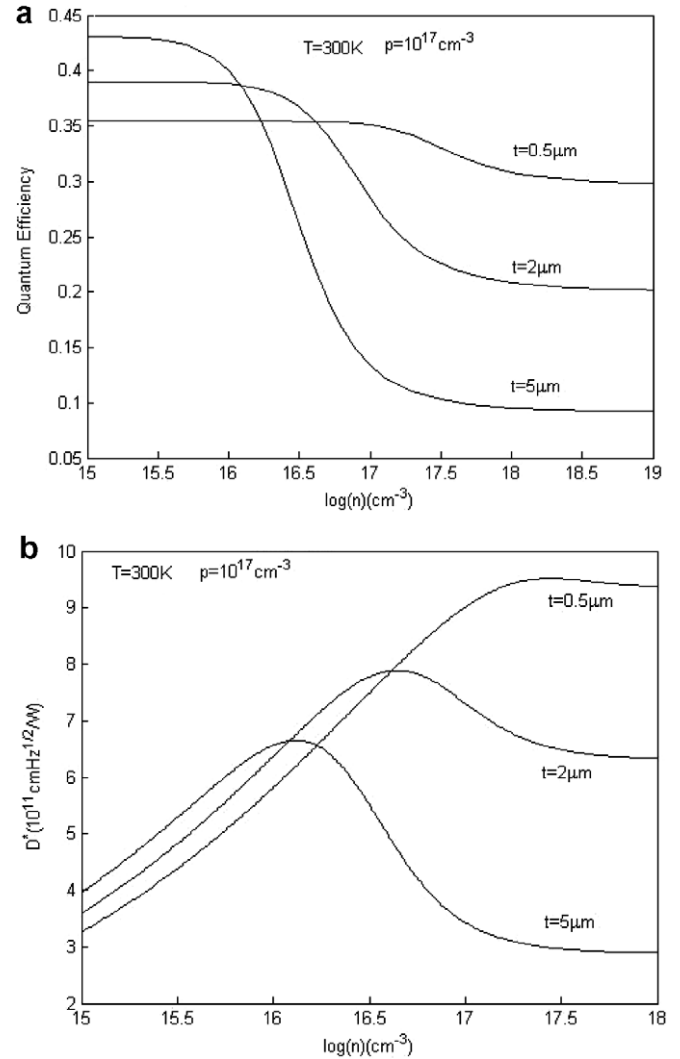 a
0.45
T=300K p=10^17cm^-3
0.4
0.35
t=0.5μm
0.3
Quantum Efficiency
0.25
t=2μm
0.2
0.15
t=5μm
0.1
0.05
15 15.5 16 16.5 17 17.5 18 18.5 19
log(n)(cm^-3)
b
10
T=300K p=10^17cm^-3
9
t=0.5μm
8
7
D*(10^11cmHz^1/2/W)
6
t=2μm
5
4
t=5μm
3
2
15 15.5 16 16.5 17 17.5 18
log(n)(cm^-3)